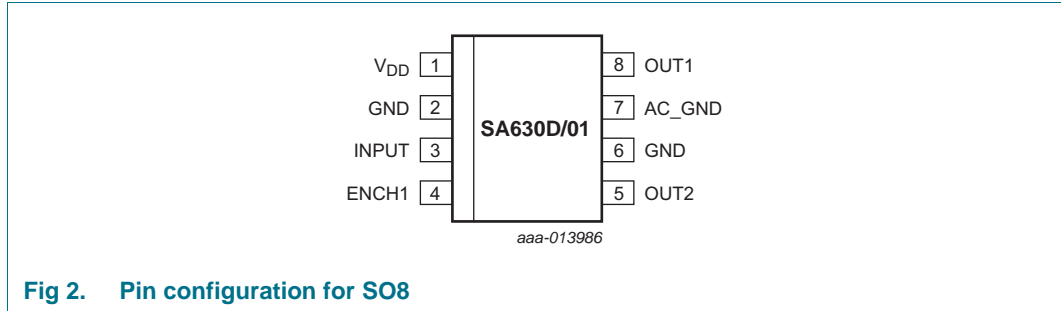 V_DD 1
GND 2
INPUT 3
ENCH1 4
SA630D/01
8 OUT1
7 AC_GND
6 GND
5 OUT2
aaa-013986
Fig 2. Pin configuration for SO8